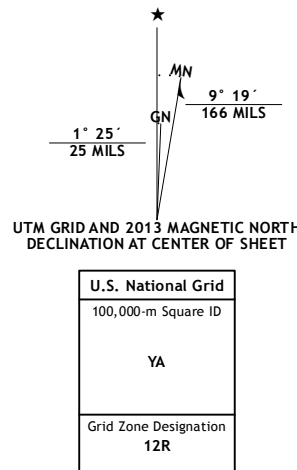 MN
GN
9° 19´
166 MILS
1° 25´
25 MILS
UTM GRID AND 2013 MAGNETIC NORTH
DECLINATION AT CENTER OF SHEET
U.S. National Grid
100,000-m Square ID
YA
Grid Zone Designation
12R